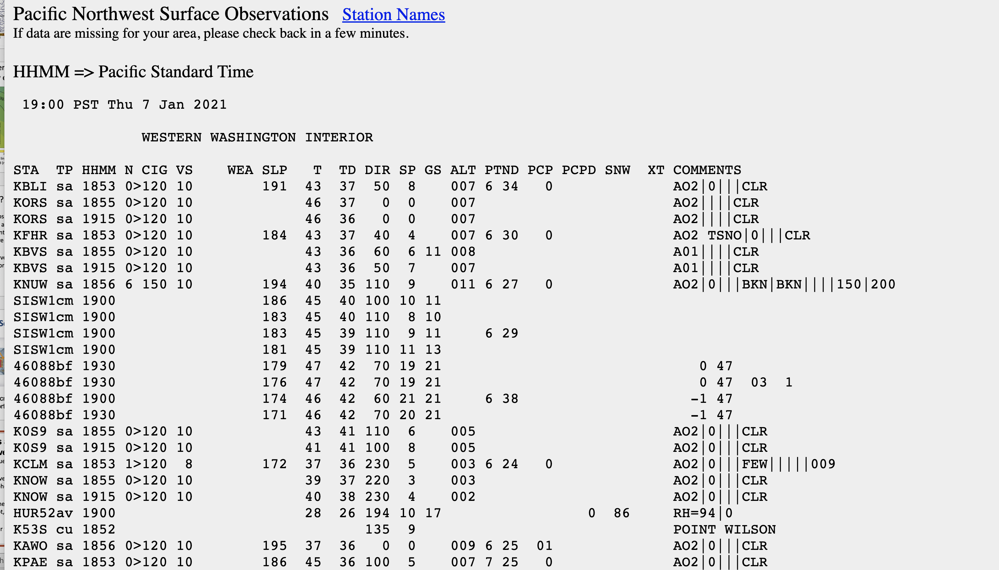 Pacific Northwest Surface Observations   Station Names
If data are missing for your area, please check back in a few minutes.
HHMM => Pacific Standard Time
19:00 PST Thu 7 Jan 2021
WESTERN WASHINGTON INTERIOR
STA  TP HHMM N CIG VS    WEA SLP   T  TD DIR SP GS ALT PTND PCP PCPD SNW  XT COMMENTS
KBLI sa 1853 0>120 10        191  43  37  50  8    007 6 34   0              AO2|0|||CLR
KORS sa 1855 0>120 10             46  37   0  0    007                       AO2||||CLR
KORS sa 1915 0>120 10             46  36   0  0    007                       AO2||||CLR
KFHR sa 1853 0>120 10        184  43  37  40  4    007 6 30   0              AO2 TSNO|0|||CLR
KBVS sa 1855 0>120 10             43  36  60  6 11 008                       A01||||CLR
KBVS sa 1915 0>120 10             43  36  50  7    007                       A01||||CLR
KNUW sa 1856 6 150 10        194  40  35 110  9    011 6 27   0              AO2|0|||BKN|BKN||||150|200
SISW1cm 1900                 186  45  40 100 10 11
SISW1cm 1900                 183  45  40 110  8 10
SISW1cm 1900                 183  45  39 110  9 11     6 29
SISW1cm 1900                 181  45  39 110 11 13
46088bf 1930                 179  47  42  70 19 21                              0 47
46088bf 1930                 176  47  42  70 19 21                              0 47  03  1
46088bf 1900                 174  46  42  60 21 21     6 38                    -1 47
46088bf 1930                 171  46  42  70 20 21                             -1 47
K0S9 sa 1855 0>120 10             43  41 110  6    005                       AO2|0|||CLR
K0S9 sa 1915 0>120 10             41  41 100  8    005                       AO2|0|||CLR
KCLM sa 1853 1>120  8        172  37  36 230  5    003 6 24   0              AO2|0|||FEW|||||009
KNOW sa 1855 0>120 10             39  37 220  3    003                       AO2|0|||CLR
KNOW sa 1915 0>120 10             40  38 230  4    002                       AO2|0|||CLR
HUR52av 1900                      28  26 194 10 17                 0  86     RH=94|0
K53S cu 1852                             135  9                              POINT WILSON
KAWO sa 1856 0>120 10        195  37  36   0  0    009 6 25  01              AO2|0|||CLR
KPAE sa 1853 0>120 10        186  45  36 100  5    007 7 25   0              AO2|0|||CLR